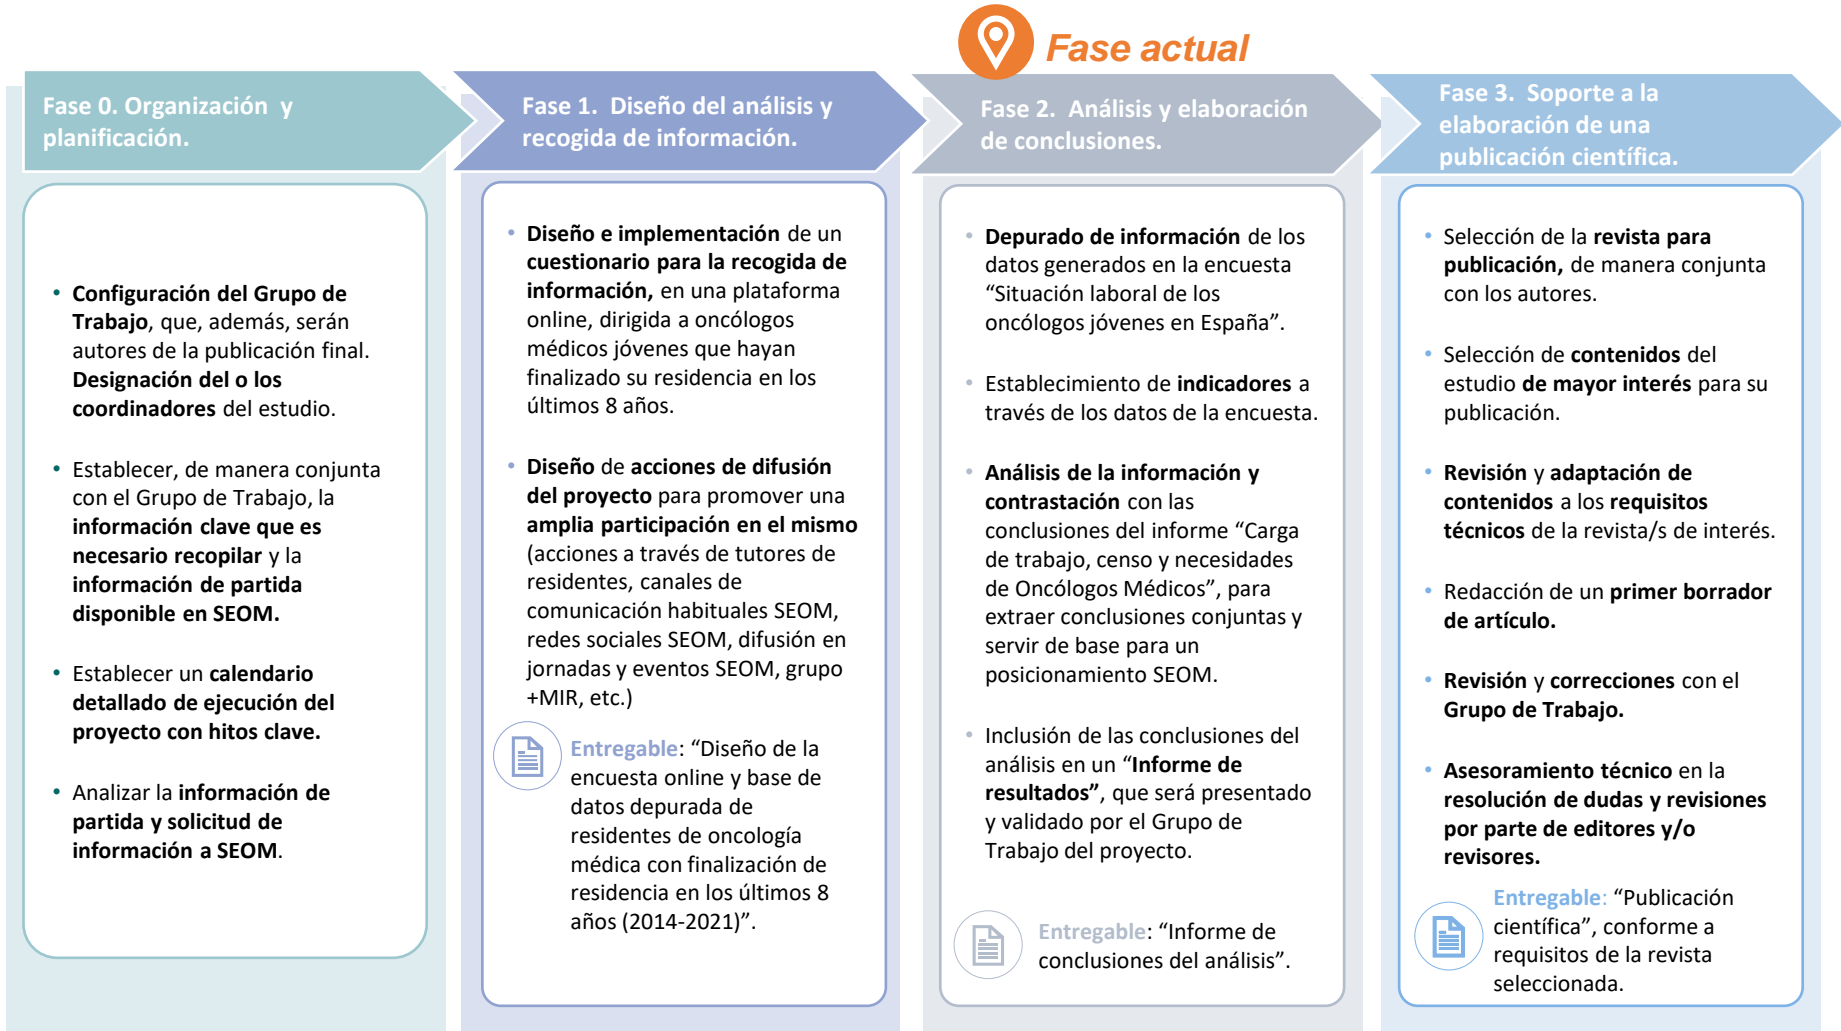 Fase actual
Fase 0. Organización y
planificación.
Configuración del Grupo de
Trabajo, que, además, serán
autores de la publicación final.
Designación del o los
coordinadores del estudio.
Establecer, de manera conjunta
con el Grupo de Trabajo, la
información clave que es
necesario recopilar y la
información de partida
disponible en SEOM.
Establecer un calendario
detallado de ejecución del
proyecto con hitos clave.
Analizar la información de
partida y solicitud de
información a SEOM.
Fase 1. Diseño del análisis y
recogida de información.
Diseño e implementación de un
cuestionario para la recogida de
información, en una plataforma
online, dirigida a oncólogos
médicos jóvenes que hayan
finalizado su residencia en los
últimos 8 años.
Diseño de acciones de difusión
del proyecto para promover una
amplia participación en el mismo
(acciones a través de tutores de
residentes, canales de
comunicación habituales SEOM,
redes sociales SEOM, difusión en
jornadas y eventos SEOM, grupo
+MIR, etc.)
Entregable: “Diseño de la
encuesta online y base de
datos depurada de
residentes de oncología
médica con finalización de
residencia en los últimos 8
años (2014-2021)”.
Fase 2. Análisis y elaboración
de conclusiones.
Depurado de información de los
datos generados en la encuesta
“Situación laboral de los
oncólogos jóvenes en España”.
Establecimiento de indicadores a
través de los datos de la encuesta.
Análisis de la información y
contrastación con las
conclusiones del informe “Carga
de trabajo, censo y necesidades
de Oncólogos Médicos”, para
extraer conclusiones conjuntas y
servir de base para un
posicionamiento SEOM.
Inclusión de las conclusiones del
análisis en un “Informe de
resultados”, que será presentado
y validado por el Grupo de
Trabajo del proyecto.
Entregable: “Informe de
conclusiones del análisis”.
Fase 3. Soporte a la
elaboración de una
publicación científica.
Selección de la revista para
publicación, de manera conjunta
con los autores.
Selección de contenidos del
estudio de mayor interés para su
publicación.
Revisión y adaptación de
contenidos a los requisitos
técnicos de la revista/s de interés.
Redacción de un primer borrador
de artículo.
Revisión y correcciones con el
Grupo de Trabajo.
Asesoramiento técnico en la
resolución de dudas y revisiones
por parte de editores y/o
revisores.
Entregable: “Publicación
científica”, conforme a
requisitos de la revista
seleccionada.